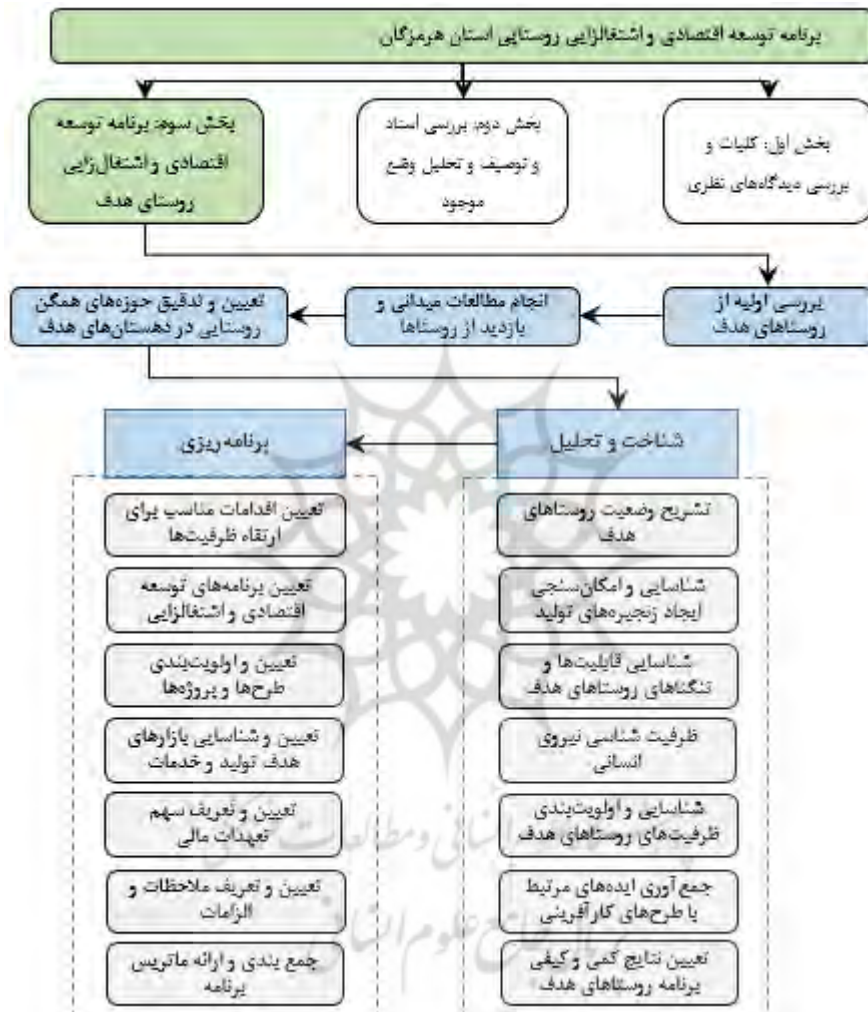 برنامه توسعه اقتصادی و اشتغالزایی روستایی استان هرمزگان
بخش اول: کلیات و
بررسی دیدگاه‌های نظری
بخش دوم: بررسی اسناد
و توصیف و تحلیل وضع
موجود
بخش سوم: برنامه توسعه
اقتصادی و اشتغال‌زایی
روستای هدف
بررسی اولیه از
روستاهای هدف
انجام مطالعات میدانی و
بازدید از روستاها
تعیین و تدقیق حوزه‌های همگن
روستایی در دهستان‌های هدف
شناخت و تحلیل
تشریح وضعیت روستاهای
هدف
شناسایی و امکان‌سنجی
ایجاد زنجیره‌های تولید
شناسایی قابلیت‌ها و
تنگناهای روستاهای هدف
ظرفیت شناسی نیروی
انسانی
شناسایی و اولویت‌بندی
ظرفیت‌های روستاهای هدف
جمع آوری ایده‌های مرتبط
با طرح‌های کارآفرینی
تعیین نتایج کمی و کیفی
برنامه روستاهای هدف
برنامه‌ریزی
تعیین اقدامات مناسب برای
ارتقاء ظرفیت‌ها
تعیین برنامه‌های توسعه
اقتصادی و اشتغالزایی
تعیین و اولویت‌بندی
طرح‌ها و پروژه‌ها
تعیین و شناسایی بازارهای
هدف تولید و خدمات
تعیین و تعریف سهم
تعهدات مالی
تعیین و تعریف ملاحظات و
الزامات
جمع بندی و ارائه ماتریس
برنامه
انسانی و مطالعات
جامع علوم انسانی